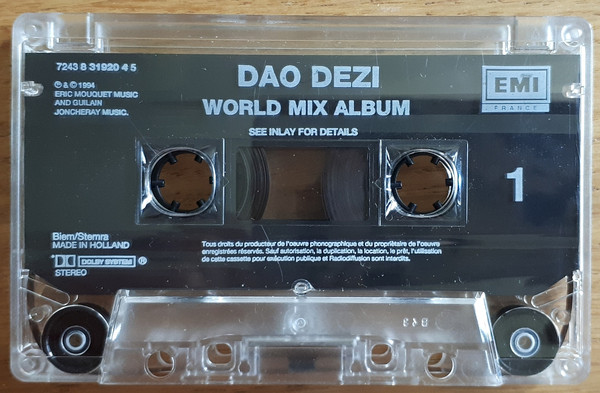 7243 8 31920 4 5
℗ & © 1994
ERIC MOUQUET MUSIC
AND GUILAIN
JONCHERAY MUSIC.
DAO DEZI
WORLD MIX ALBUM
SEE INLAY FOR DETAILS
EMI
FRANCE
1
Biem/Stemra
MADE IN HOLLAND
DOLBY SYSTEM ®
STEREO
Tous droits du producteur de l'œuvre phonographique et du propriétaire de l'œuvre
enregistrées réservés. Sauf autorisation, la duplication, la location, le prêt, l'utilisation
de cette cassette pour exécution publique et Radiodiffusion sont interdits.